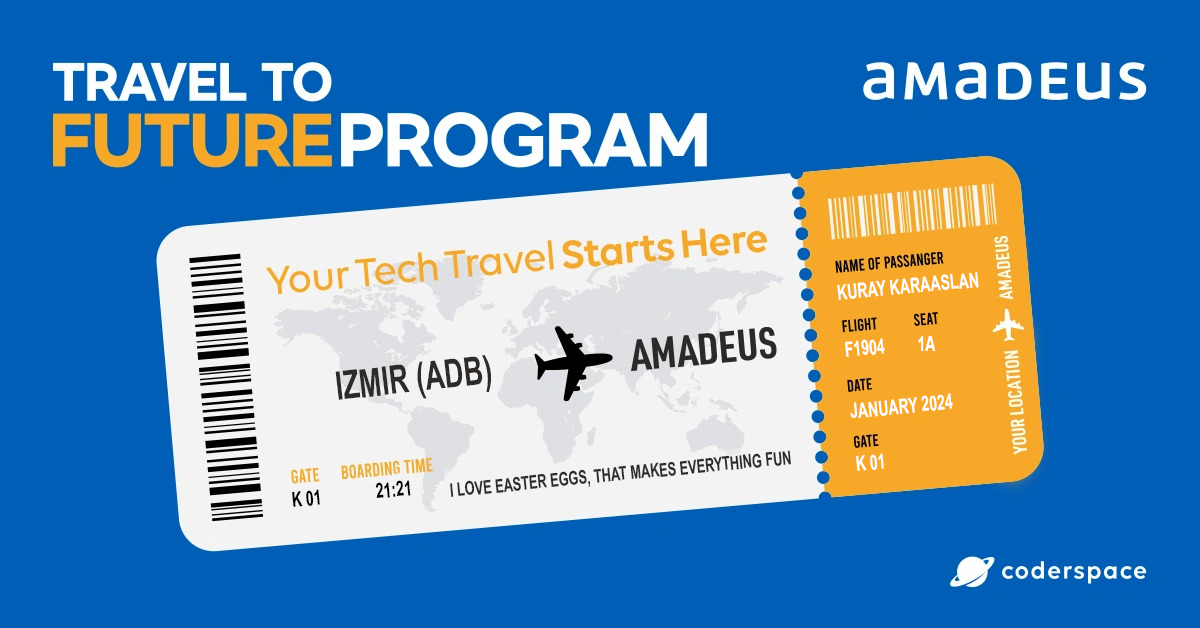 TRAVEL TO
FUTURE PROGRAM
aMaDEUS
Your Tech Travel Starts Here
IZMIR (ADB)
AMADEUS
GATE
K 01
BOARDING TIME
21:21
I LOVE EASTER EGGS, THAT MAKES EVERYTHING FUN
NAME OF PASSANGER
KURAY KARAASLAN
FLIGHT
F1904
SEAT
1A
DATE
JANUARY 2024
GATE
K 01
YOUR LOCATION
AMADEUS
coderspace